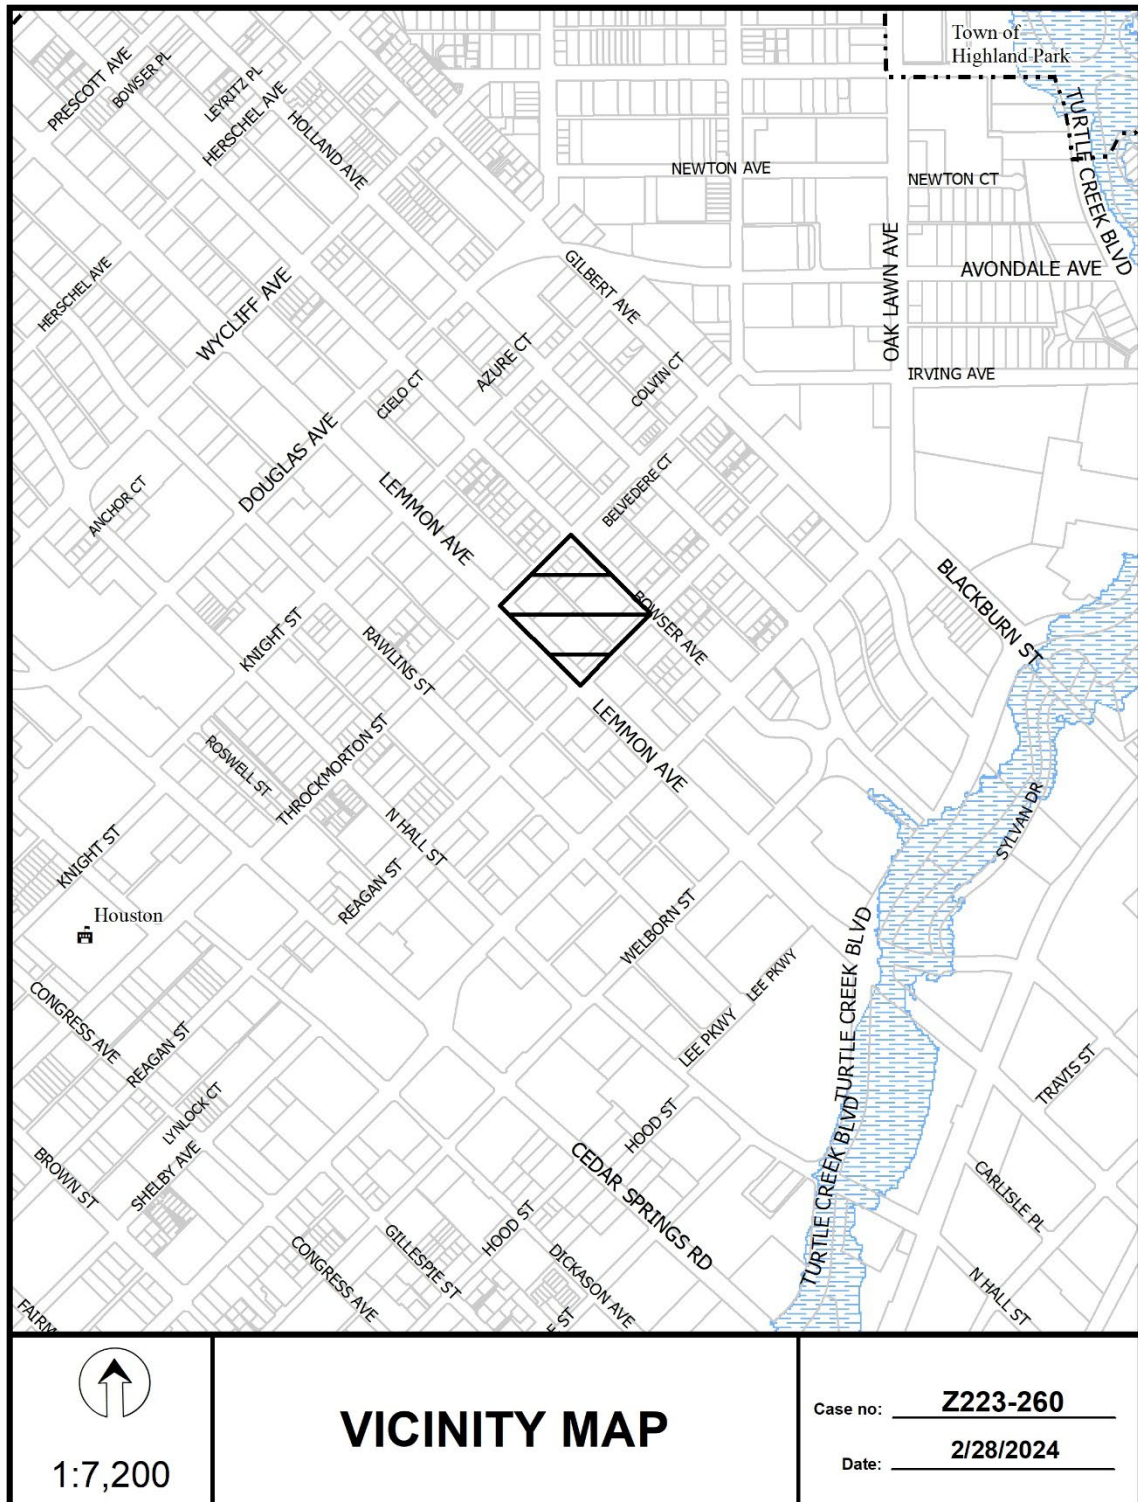 Town of
Highland Park
PRESCOTT AVE
BOWSER PL
LEYRITZ PL
HERSCHEL AVE
HOLLAND AVE
TURTLE CREEK BLVD
NEWTON AVE
NEWTON CT
HERSCHEL AVE
WYCLIFF AVE
GILBERT AVE
OAK LAWN AVE
AVONDALE AVE
AZURE CT
CIELO CT
COLVIN CT
IRVING AVE
DOUGLAS AVE
ANCHOR CT
LEMMON AVE
BELVEDERE CT
BLACKBURN ST
BOWSER AVE
KNIGHT ST
RAWLINS ST
LEMMON AVE
ROSWELL ST
THROCKMORTON ST
N HALL ST
SYLVAN DR
KNIGHT ST
REAGAN ST
Houston
WELBORN ST
LEE PKWY
LEE PKWY
TURTLE CREEK BLVD
CONGRESS AVE
REAGAN ST
LYNLOCK CT
TRAVIS ST
HOOD ST
TURTLE CREEK BLVD
BROWN ST
SHELBY AVE
CEDAR SPRINGS RD
CARLISLE PL
HOOD ST
GILLESPIE ST
CONGRESS AVE
DICKASON AVE
N HALL ST
FAIRM
E ST
1:7,200
VICINITY MAP
Case no: Z223-260
Date: 2/28/2024